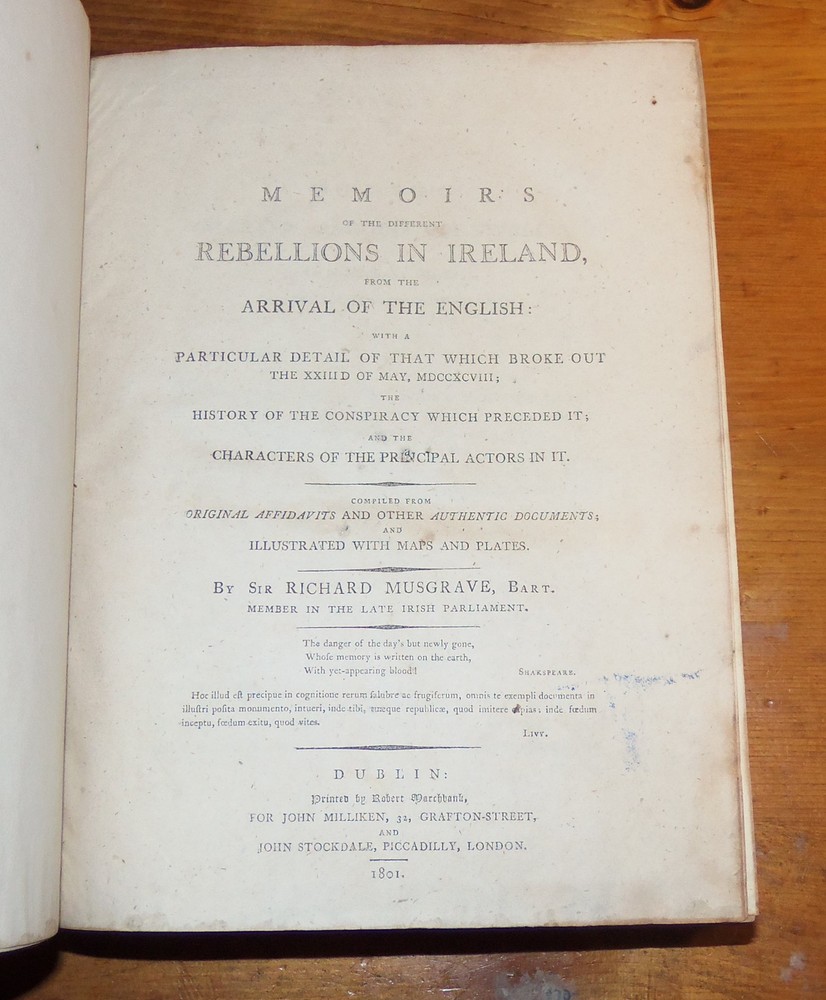 MEMOIRS
OF THE DIFFERENT
REBELLIONS IN IRELAND,
FROM THE
ARRIVAL OF THE ENGLISH:
WITH A
PARTICULAR DETAIL OF THAT WHICH BROKE OUT
THE XXIIID OF MAY, MDCCXCVIII;
THE
HISTORY OF THE CONSPIRACY WHICH PRECEDED IT;
AND THE
CHARACTERS OF THE PRINCIPAL ACTORS IN IT.
COMPILED FROM
ORIGINAL AFFIDAVITS AND OTHER AUTHENTIC DOCUMENTS;
AND
ILLUSTRATED WITH MAPS AND PLATES.
BY SIR RICHARD MUSGRAVE, BART.
MEMBER IN THE LATE IRISH PARLIAMENT.
The danger of the day's but newly gone,
Whoſe memory is written on the earth,
With yet-appearing blood! SHAKSPEARE.
Hoc illud eſt precipue in cognitione rerum ſalubre ac frugiferum, omnis te exempli documenta in
illuſtri poſita monumento, intueri, inde tibi, tuæque republicæ, quod imitere capias; inde fœdum
inceptu, fœdum exitu, quod vites.
LIVY.
DUBLIN:
Printed by Robert Marchbank,
FOR JOHN MILLIKEN, 32, GRAFTON-STREET,
AND
JOHN STOCKDALE, PICCADILLY, LONDON.
1801.